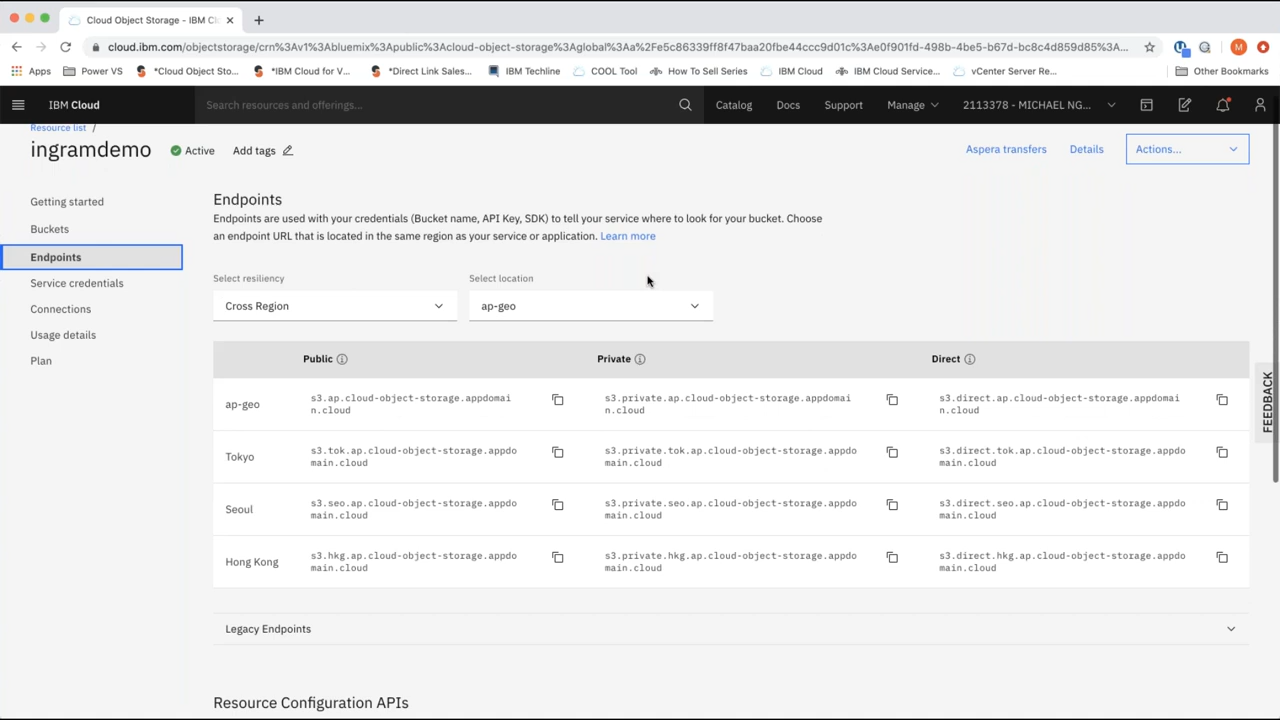 Cloud Object Storage - IBM Cl
cloud.ibm.com/objectstorage/crn%3Av1%3Abluemix%3Apublic%3Acloud-object-storage%3Aglobal%3Aa%2Fe5c86339ff8f47baa20fbe44ccc9d01c%3Ae0f901fd-498b-4be5-b67d-bc8c4d859d85%3A...
M
Apps Power VS *Cloud Object Sto... *IBM Cloud for V... *Direct Link Sales... IBM Techline COOL Tool How To Sell Series IBM Cloud IBM Cloud Service... vCenter Server Re... Other Bookmarks
IBM Cloud Search resources and offerings... Catalog Docs Support Manage 2113378 - MICHAEL NG...
Resource list /
ingramdemo Active Add tags Aspera transfers Details Actions...
Getting started
Buckets
Endpoints
Service credentials
Connections
Usage details
Plan
Endpoints
Endpoints are used with your credentials (Bucket name, API Key, SDK) to tell your service where to look for your bucket. Choose
an endpoint URL that is located in the same region as your service or application. Learn more
Select resiliency Select location
Cross Region ap-geo
Public Private Direct
ap-geo s3.ap.cloud-object-storage.appdomai s3.private.ap.cloud-object-storage.appdomai s3.direct.ap.cloud-object-storage.appdomai
n.cloud n.cloud n.cloud
Tokyo s3.tok.ap.cloud-object-storage.appdo s3.private.tok.ap.cloud-object-storage.appdo s3.direct.tok.ap.cloud-object-storage.appdo
main.cloud main.cloud main.cloud
Seoul s3.seo.ap.cloud-object-storage.appdo s3.private.seo.ap.cloud-object-storage.appdo s3.direct.seo.ap.cloud-object-storage.appdo
main.cloud main.cloud main.cloud
Hong Kong s3.hkg.ap.cloud-object-storage.appdo s3.private.hkg.ap.cloud-object-storage.appdo s3.direct.hkg.ap.cloud-object-storage.appdo
main.cloud main.cloud main.cloud
Legacy Endpoints
Resource Configuration APIs
FEEDBACK